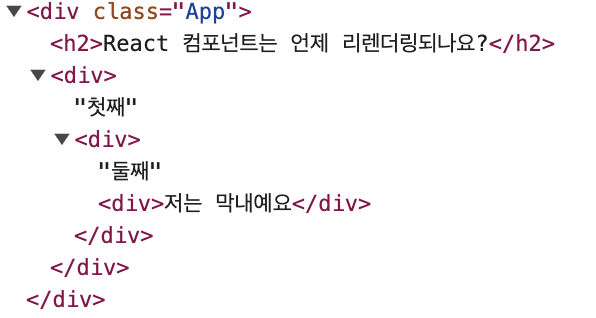 ▼<div class="App">
<h2>React 컴포넌트는 언제 리렌더링되나요?</h2>
▼<div>
"첫째"
▼<div>
"둘째"
<div>저는 막내예요</div>
</div>
</div>
</div>